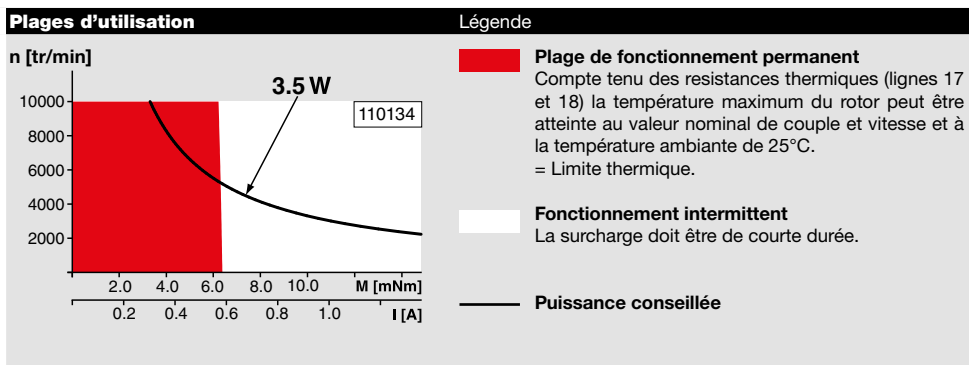 Plages d’utilisation
Légende
n [tr/min]
3.5 W
110134
10000
8000
6000
4000
2000
2.0 4.0 6.0 8.0 10.0 M [mNm]
0.2 0.4 0.6 0.8 1.0 I [A]
Plage de fonctionnement permanent
Compte tenu des resistances thermiques (lignes 17
et 18) la température maximum du rotor peut être
atteinte au valeur nominal de couple et vitesse et à
la température ambiante de 25°C.
= Limite thermique.
Fonctionnement intermittent
La surcharge doit être de courte durée.
Puissance conseillée